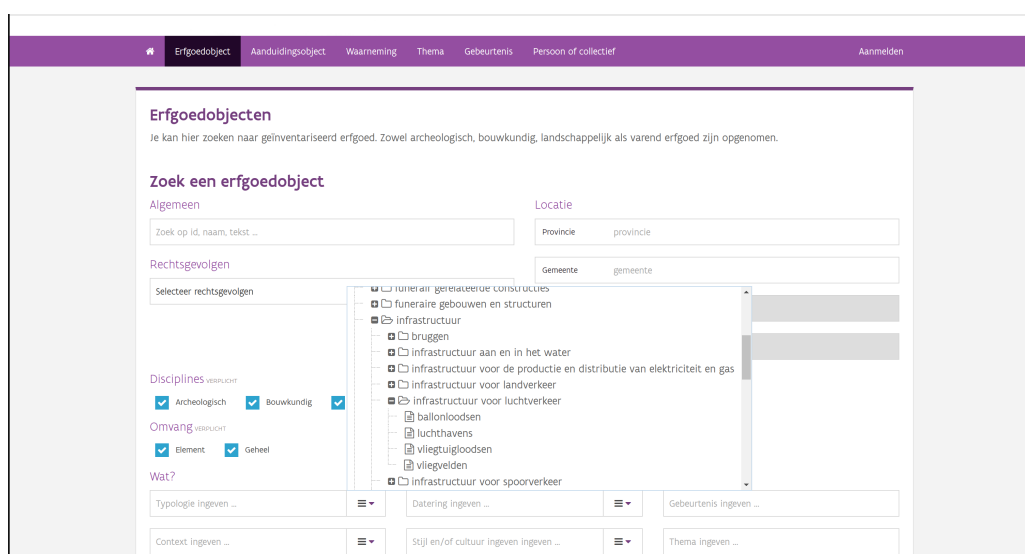 Erfgoedobject Aanduidingsobject Waarneming Thema Gebeurtenis Persoon of collectief Aanmelden
Erfgoedobjecten
Je kan hier zoeken naar geïnventariseerd erfgoed. Zowel archeologisch, bouwkundig, landschappelijk als varend erfgoed zijn opgenomen.
Zoek een erfgoedobject
Algemeen
Zoek op id, naam, tekst ...
Locatie
Provincie provincie
Gemeente gemeente
Rechtsgevolgen
Selecteer rechtsgevolgen
funerair gerelateerde constructies
funeraire gebouwen en structuren
infrastructuur
bruggen
infrastructuur aan en in het water
infrastructuur voor de productie en distributie van elektriciteit en gas
infrastructuur voor landverkeer
infrastructuur voor luchtverkeer
ballonloodsen
luchthavens
vliegtuigloodsen
vliegvelden
infrastructuur voor spoorverkeer
Disciplines VERPLICHT
Archeologisch Bouwkundig
Omvang VERPLICHT
Element Geheel
Wat?
Typologie ingeven ... Datering ingeven ... Gebeurtenis ingeven ...
Context ingeven ... Stijl en/of cultuur ingeven ingeven ... Thema ingeven ...